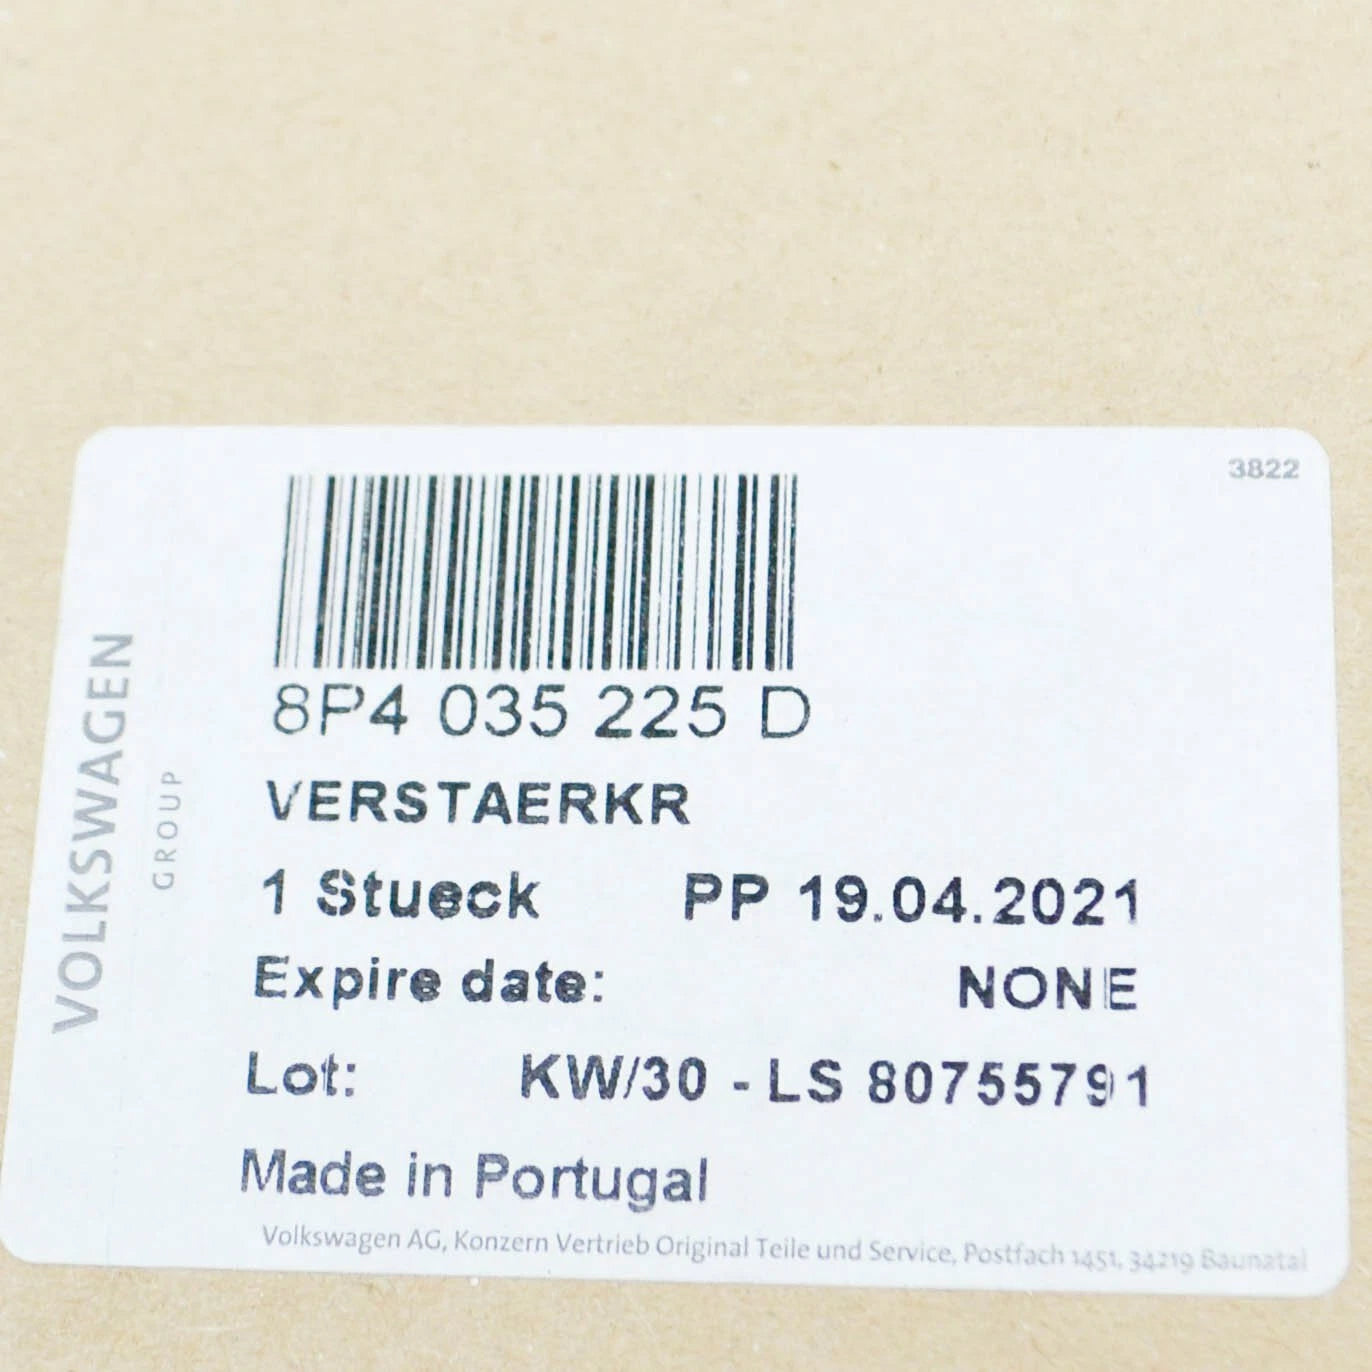 3822
VOLKSWAGEN
GROUP
8P4 035 225 D
VERSTAERKR
1 Stueck PP 19.04.2021
Expire date: NONE
Lot: KW/30 - LS 80755791
Made in Portugal
Volkswagen AG, Konzern Vertrieb Original Teile und Service, Postfach 1451, 34219 Baunatal